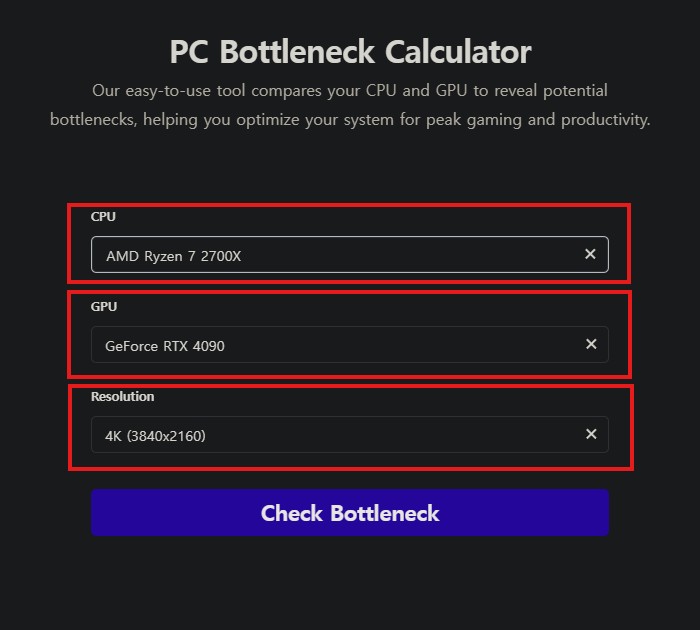 PC Bottleneck Calculator
Our easy-to-use tool compares your CPU and GPU to reveal potential
bottlenecks, helping you optimize your system for peak gaming and productivity.
CPU
AMD Ryzen 7 2700X
GPU
GeForce RTX 4090
Resolution
4K (3840x2160)
Check Bottleneck